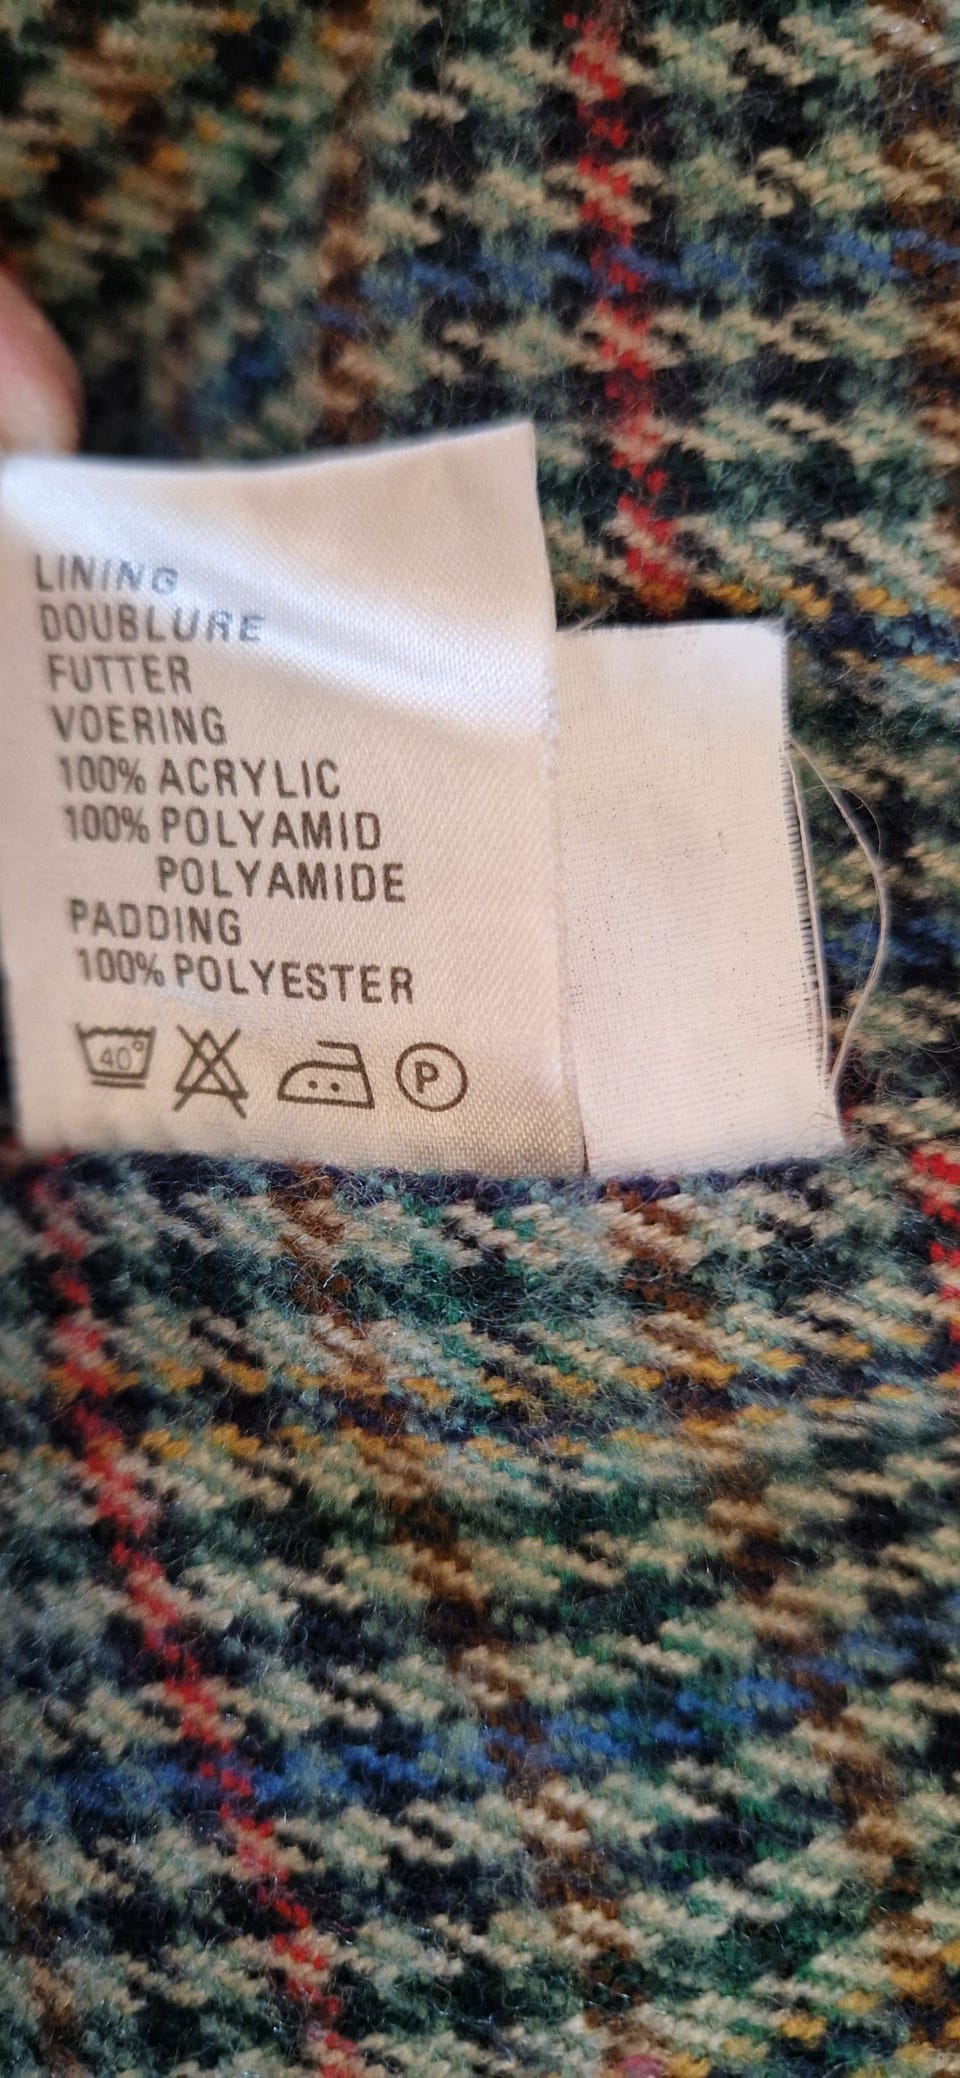 LINING
DOUBLURE
FUTTER
VOERING
100% ACRYLIC
100% POLYAMID
POLYAMIDE
PADDING
100% POLYESTER
40° P